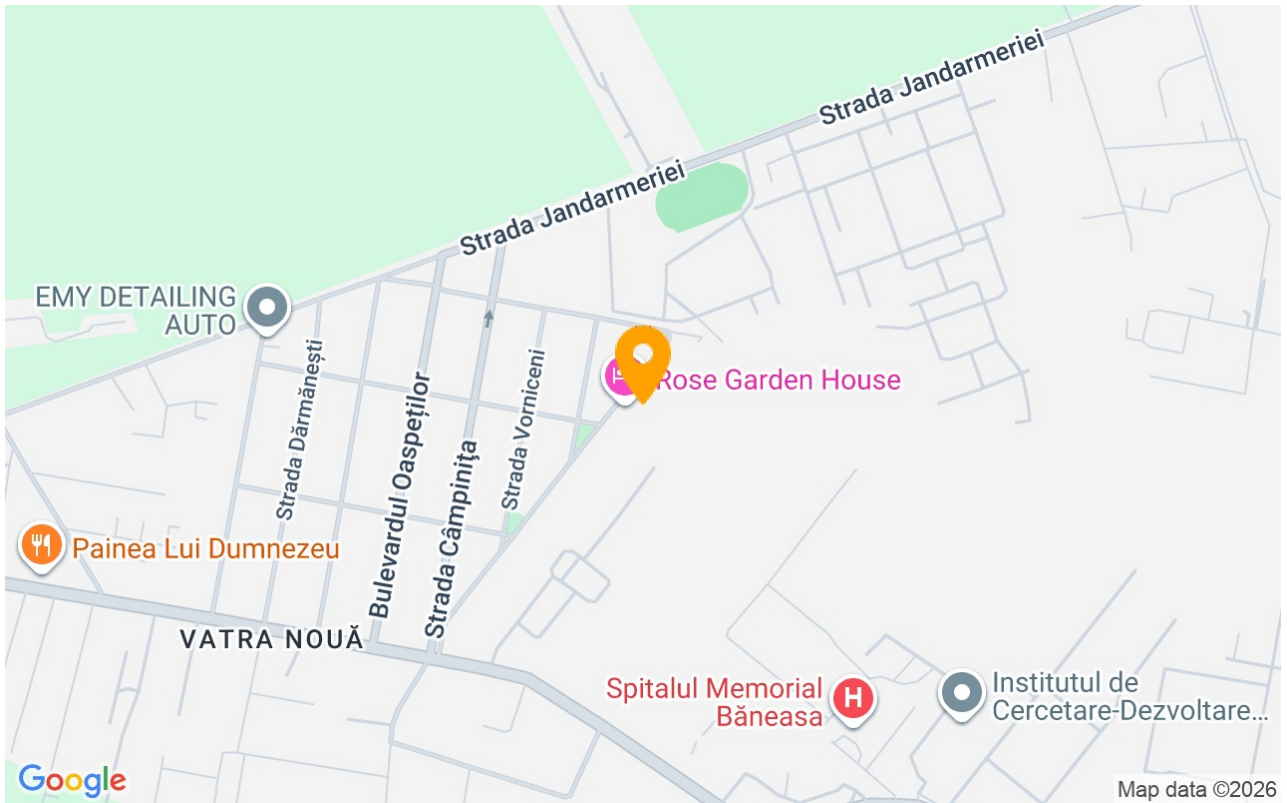 Strada Jandarmeriei
Strada Jandarmeriei
EMY DETAILING
AUTO
Strada Dărmănești
Bulevardul Oaspeților
Strada Câmpinița
Strada Vorniceni
Rose Garden House
Painea Lui Dumnezeu
VATRA NOUĂ
Spitalul Memorial
Băneasa
H
Institutul de
Cercetare-Dezvoltare...
Google
Map data ©2026